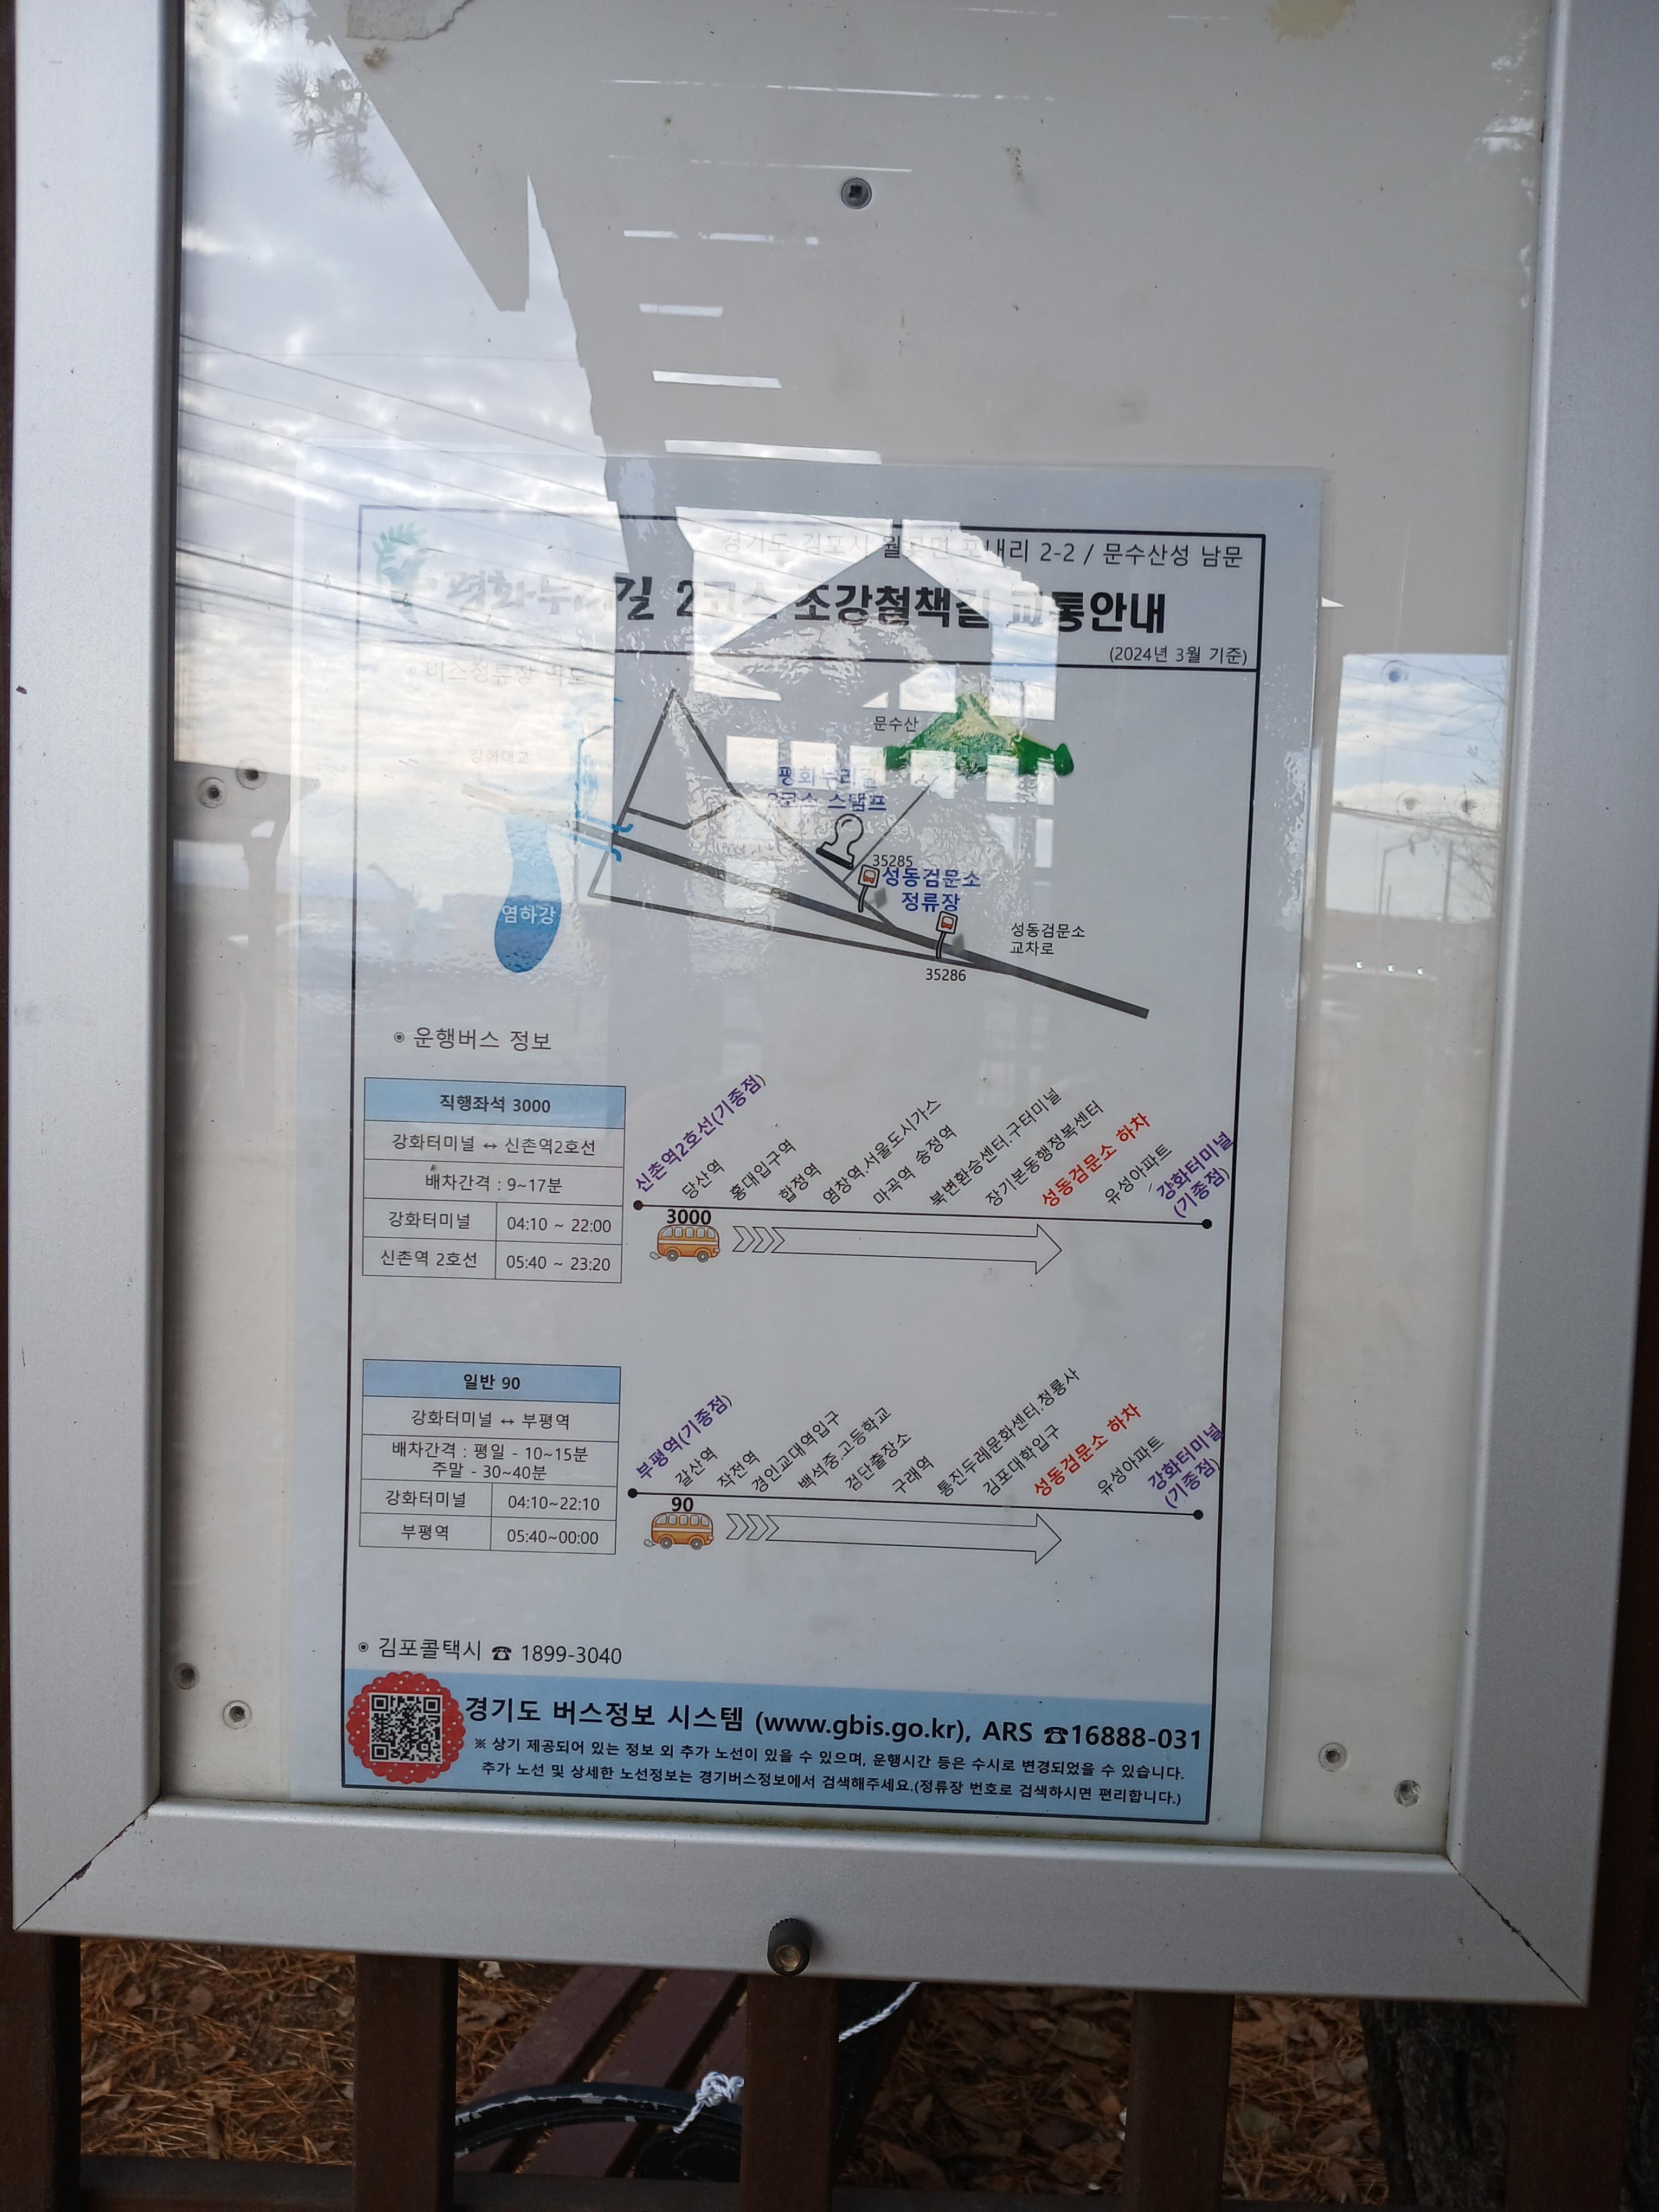 경기도 김포시 월곶면 포내리 2-2 / 문수산성 남문
평화누리길 2코스 조강철책길 교통안내
(2024년 3월 기준)
◉ 버스정류장 약도
문수산
강화대교
평화누리길
2코스 스탬프
35285
성동검문소
정류장
염하강
성동검문소
교차로
35286
◉ 운행버스 정보
직행좌석 3000
강화터미널 ↔ 신촌역2호선
배차간격 : 9~17분
강화터미널 04:10 ~ 22:00
신촌역 2호선 05:40 ~ 23:20
신촌역2호선(기종점)
당산역
홍대입구역
합정역
염창역.서울도시가스
마곡역 송정역
북변환승센터.구터미널
장기본동행정복센터
성동검문소 하차
유성아파트
강화터미널
(기종점)
3000
일반 90
강화터미널 ↔ 부평역
배차간격 : 평일 - 10~15분
주말 - 30~40분
강화터미널 04:10~22:10
부평역 05:40~00:00
부평역(기종점)
갈산역
작전역
경인교대역입구
백석중.고등학교
검단출장소
구래역
통진두레문화센터.청룡사
김포대학입구
성동검문소 하차
유성아파트
강화터미널
(기종점)
90
◉ 김포콜택시 ☎ 1899-3040
경기도 버스정보 시스템 (www.gbis.go.kr), ARS ☎16888-031
※ 상기 제공되어 있는 정보 외 추가 노선이 있을 수 있으며, 운행시간 등은 수시로 변경되었을 수 있습니다.
추가 노선 및 상세한 노선정보는 경기버스정보에서 검색해주세요.(정류장 번호로 검색하시면 편리합니다.)